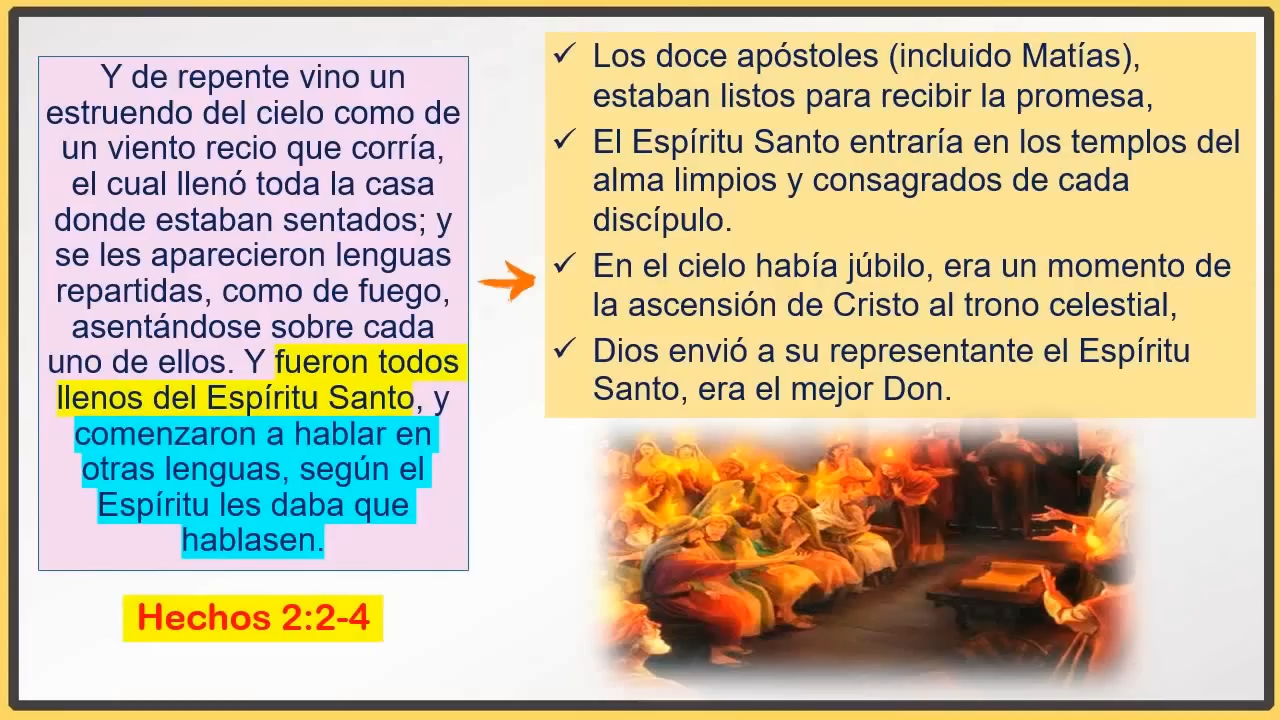 Y de repente vino un
estruendo del cielo como de
un viento recio que corría,
el cual llenó toda la casa
donde estaban sentados; y
se les aparecieron lenguas
repartidas, como de fuego,
asentándose sobre cada
uno de ellos. Y fueron todos
llenos del Espíritu Santo, y
comenzaron a hablar en
otras lenguas, según el
Espíritu les daba que
hablasen.
Hechos 2:2-4
Los doce apóstoles (incluido Matías),
estaban listos para recibir la promesa,
El Espíritu Santo entraría en los templos del
alma limpios y consagrados de cada
discípulo.
En el cielo había júbilo, era un momento de
la ascensión de Cristo al trono celestial,
Dios envió a su representante el Espíritu
Santo, era el mejor Don.